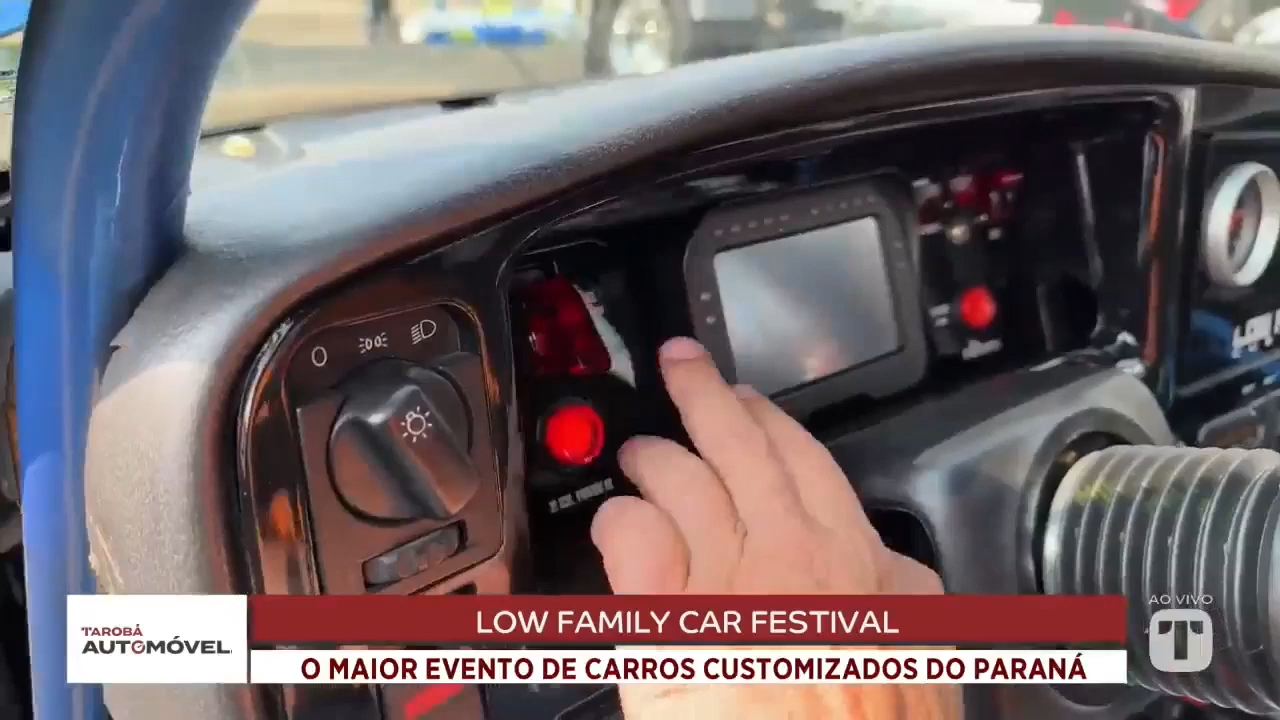 LOW FAMILY CAR FESTIVAL
AO VIVO
TAROBÁ
AUTOMÓVEL
O MAIOR EVENTO DE CARROS CUSTOMIZADOS DO PARANÁ